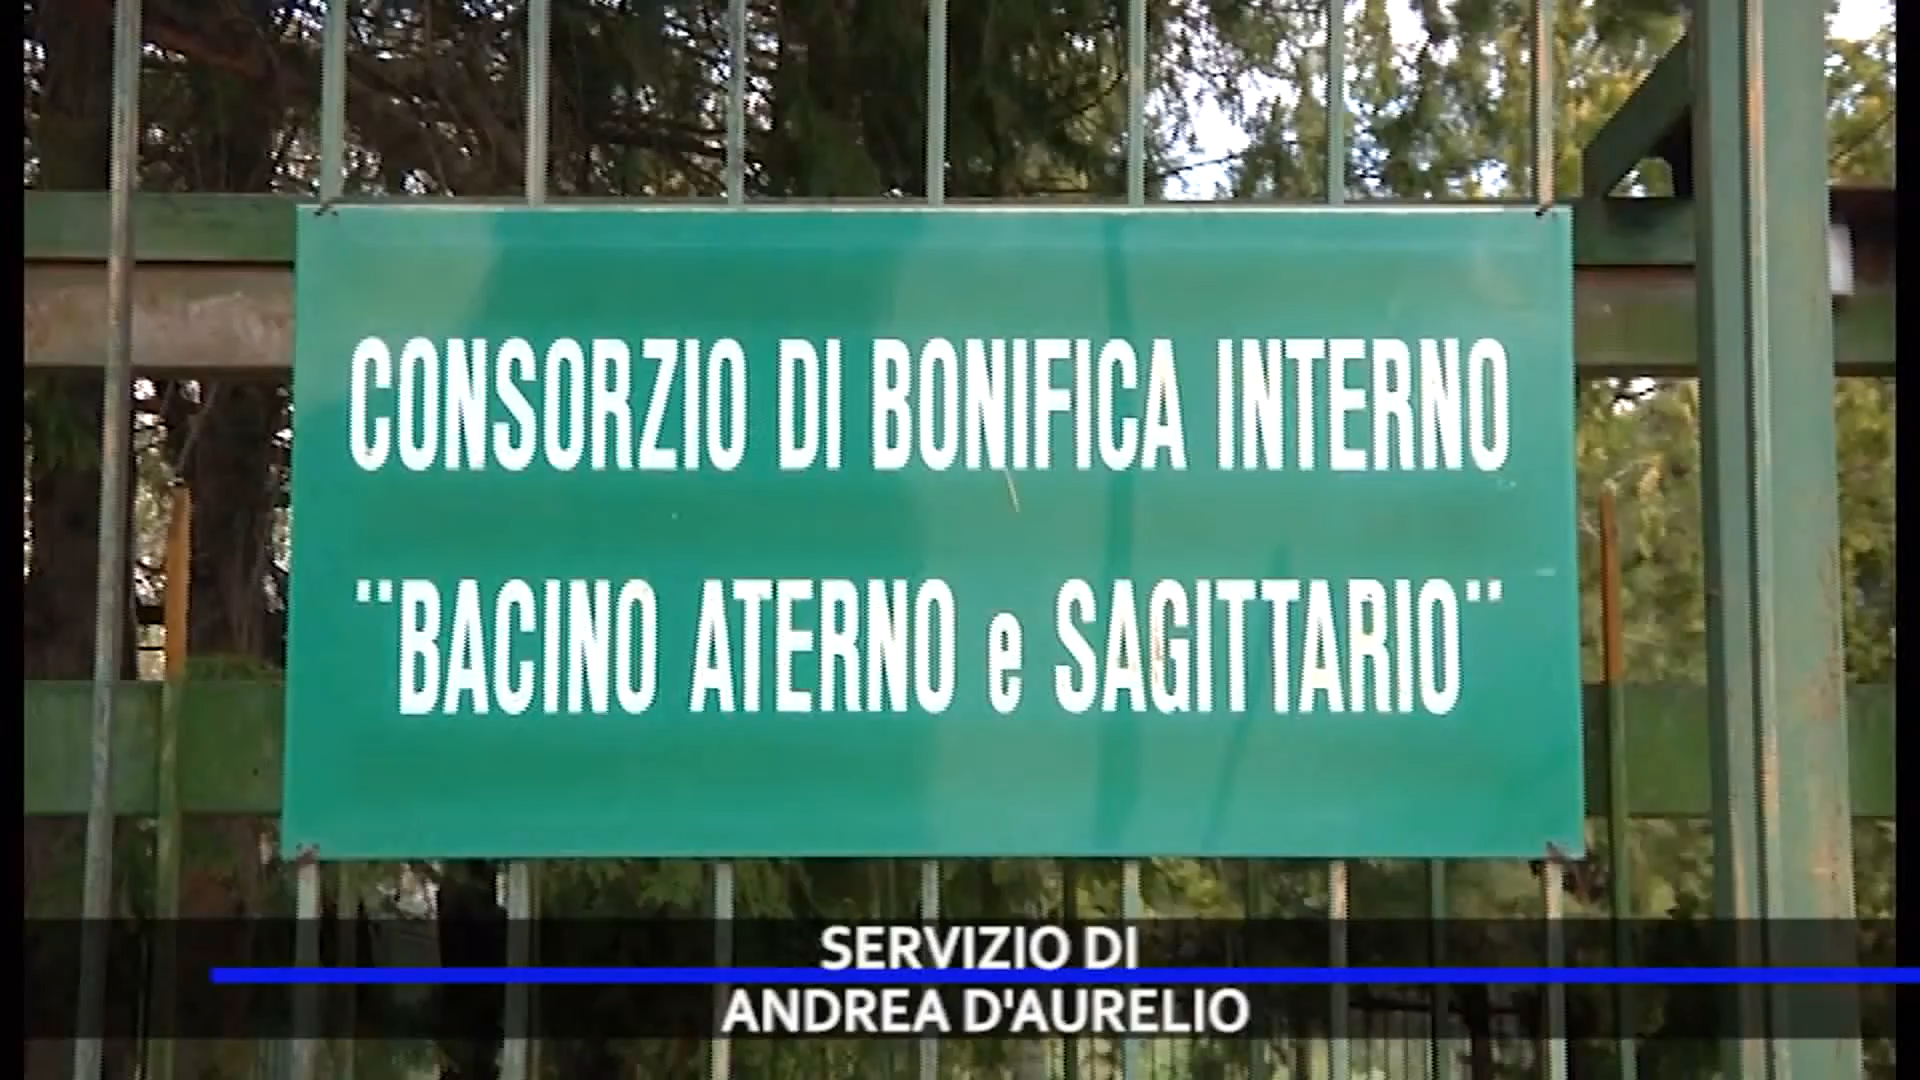 CONSORZIO DI BONIFICA INTERNO
"BACINO ATERNO e SAGITTARIO"
SERVIZIO DI
ANDREA D'AURELIO